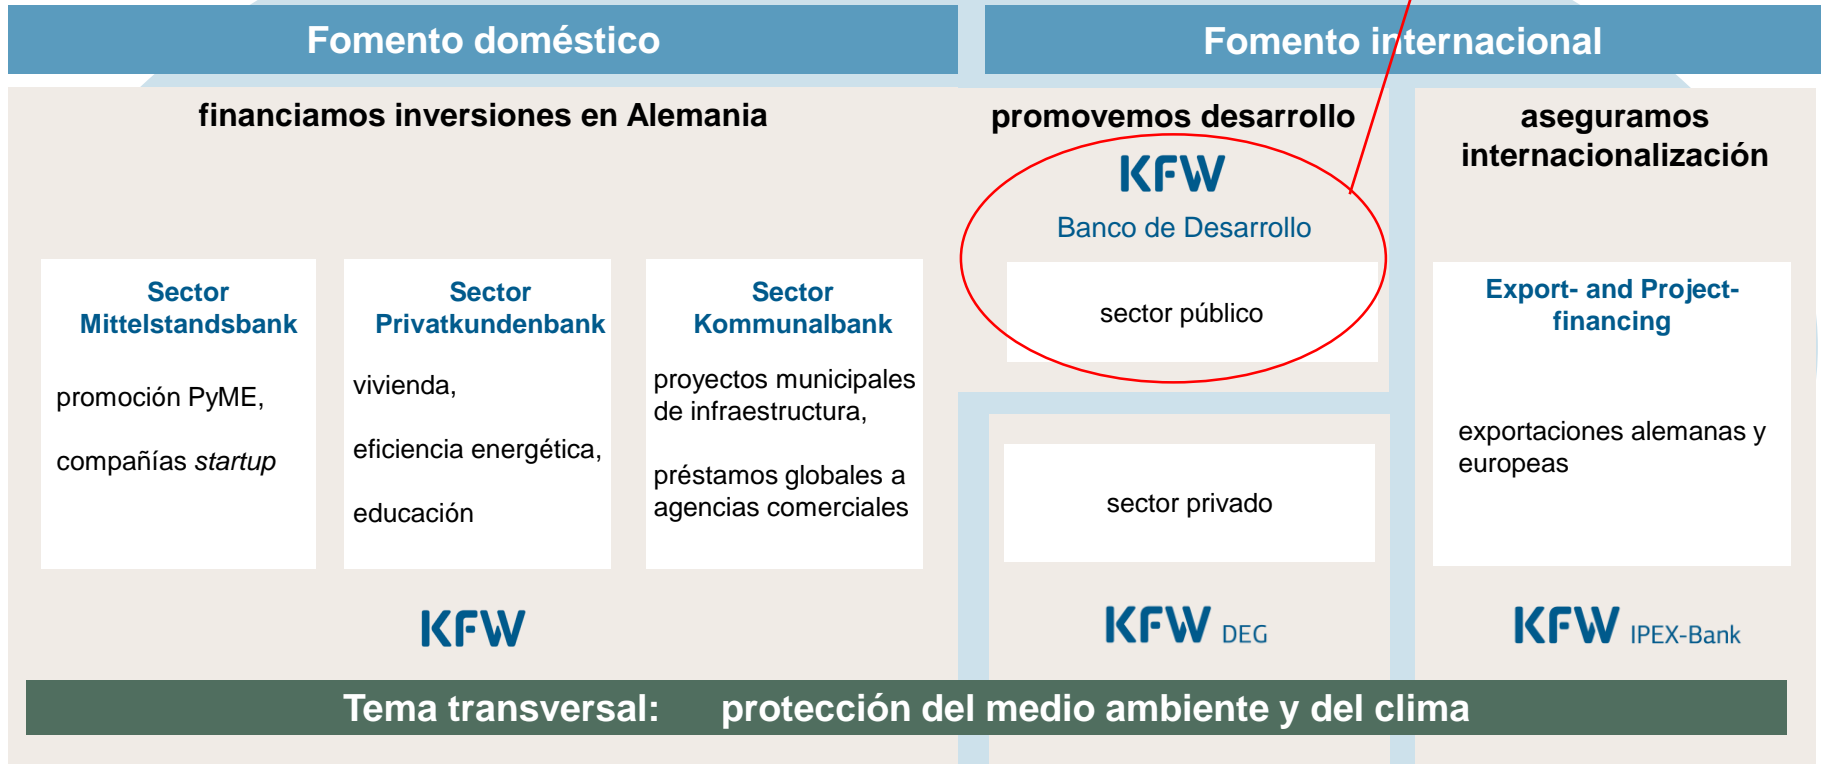 Fomento doméstico
Fomento internacional
financiamos inversiones en Alemania
Sector
Mittelstandsbank
promoción PyME,
compañías startup
Sector
Privatkundenbank
vivienda,
eficiencia energética,
educación
Sector
Kommunalbank
proyectos municipales
de infraestructura,
préstamos globales a
agencias comerciales
KFW
promovemos desarrollo
KFW
Banco de Desarrollo
sector público
sector privado
KFW DEG
aseguramos
internacionalización
Export- and Project-
financing
exportaciones alemanas y
europeas
KFW IPEX-Bank
Tema transversal: protección del medio ambiente y del clima